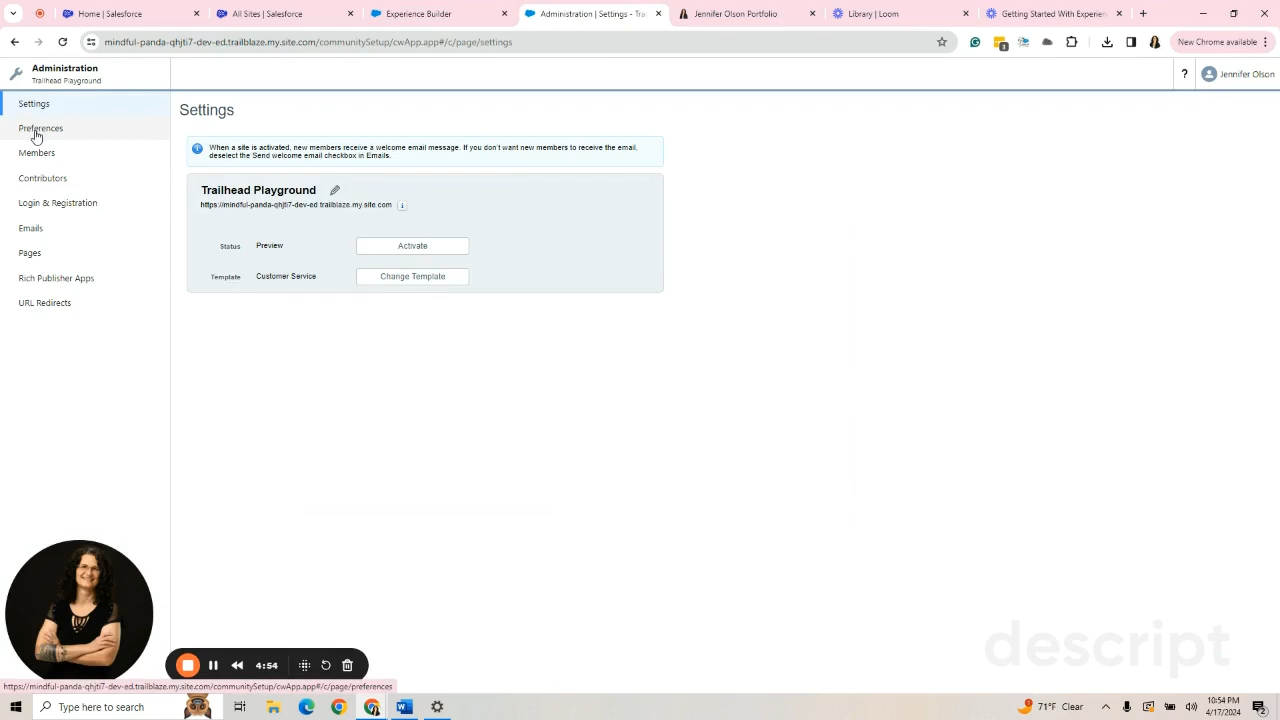 Home | Salesforce
All Sites | Salesforce
Experience Builder
Administration | Settings - Tra
Jennifer Olson Portfolio
Library | Loom
Getting Started With Experien
mindful-panda-qhjti7-dev-ed.trailblaze.my.site.com/communitySetup/cwApp.app#/c/page/settings
3
New Chrome available
Administration
Trailhead Playground
?
Jennifer Olson
Settings
Preferences
Members
Contributors
Login & Registration
Emails
Pages
Rich Publisher Apps
URL Redirects
Settings
When a site is activated, new members receive a welcome email message. If you don't want new members to receive the email,
deselect the Send welcome email checkbox in Emails.
Trailhead Playground
https://mindful-panda-qhjti7-dev-ed.trailblaze.my.site.com
Status Preview Activate
Template Customer Service Change Template
descript
4:54
https://mindful-panda-qhjti7-dev-ed.trailblaze.my.site.com/communitySetup/cwApp.app#/c/page/preferences
Type here to search
71°F Clear
10:54 PM
4/17/2024
2